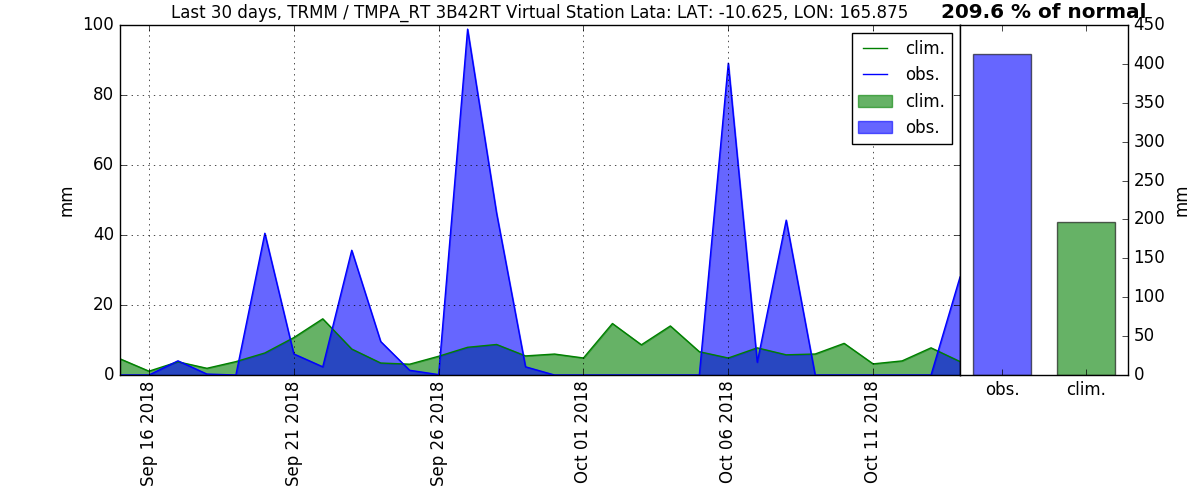 Last 30 days, TRMM / TMPA_RT 3B42RT Virtual Station Lata: LAT: -10.625, LON: 165.875
209.6 % of normal
100
80
60
40
20
0
mm
clim.
obs.
clim.
obs.
Sep 16 2018
Sep 21 2018
Sep 26 2018
Oct 01 2018
Oct 06 2018
Oct 11 2018
450
400
350
300
250
200
150
100
50
0
mm
obs.
clim.